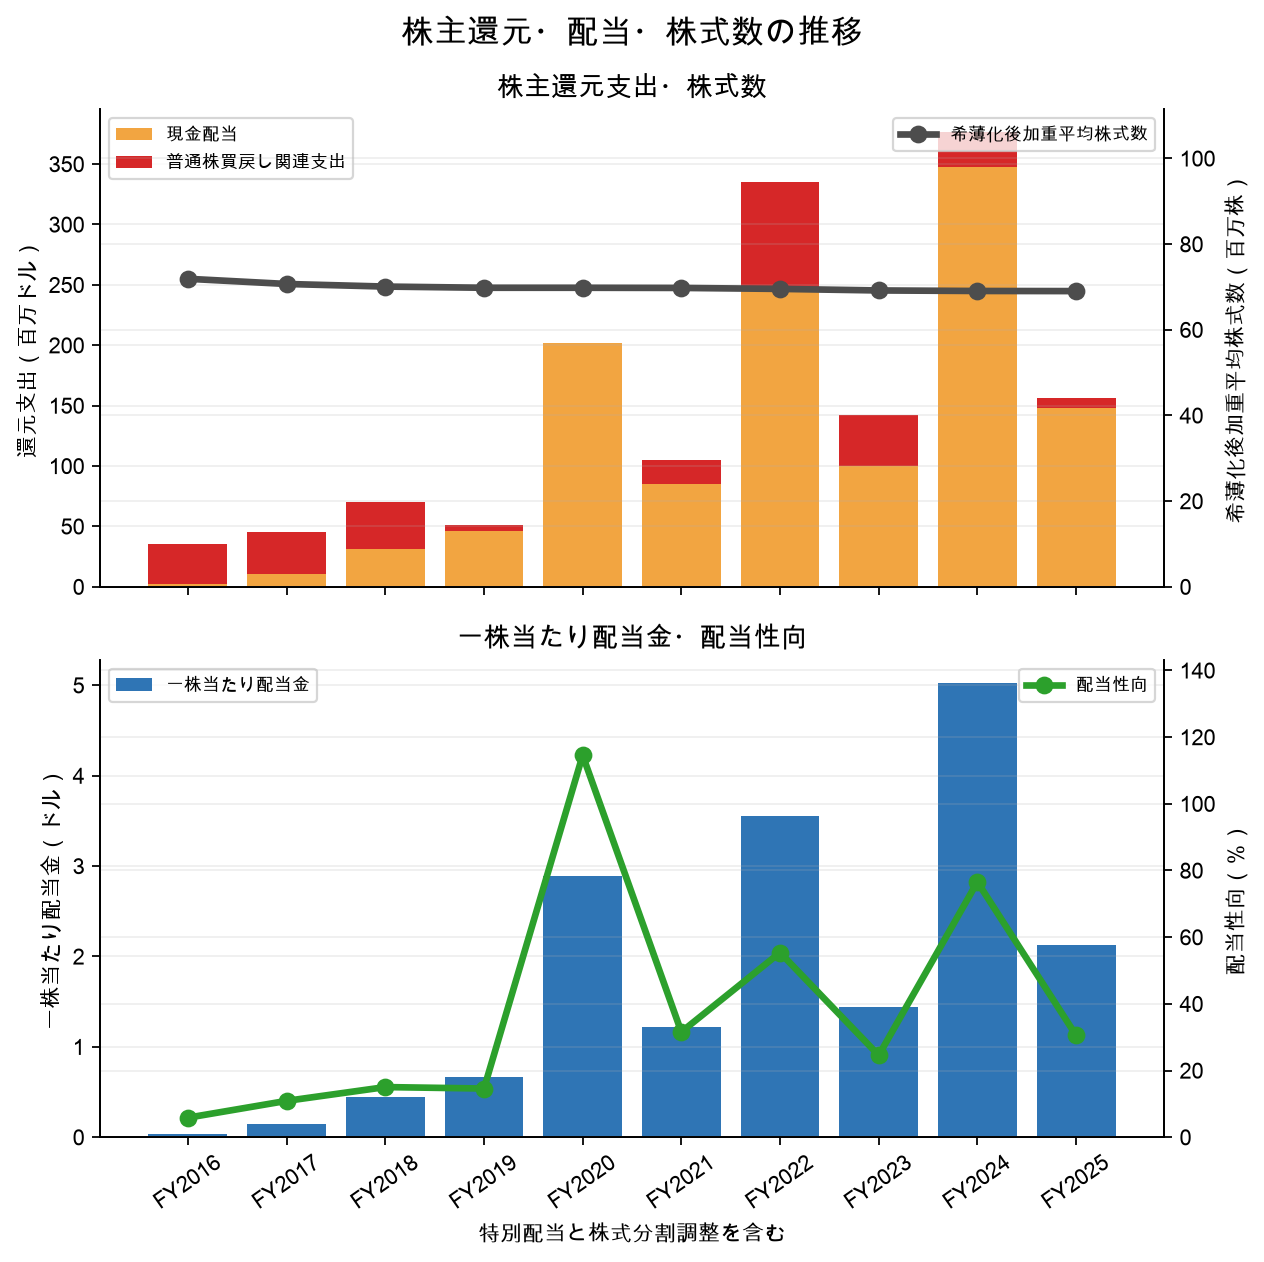 株主還元・配当・株式数の推移
株主還元支出・株式数
現金配当
普通株買戻し関連支出
希薄化後加重平均株式数
還元支出(百万ドル)
350
300
250
200
150
100
50
0
100
80
60
40
20
0
希薄化後加重平均株式数(百万株)
一株当たり配当金・配当性向
一株当たり配当金
配当性向
一株当たり配当金(ドル)
5
4
3
2
1
0
140
120
100
80
60
40
20
0
配当性向(%)
FY2016
FY2017
FY2018
FY2019
FY2020
FY2021
FY2022
FY2023
FY2024
FY2025
特別配当と株式分割調整を含む